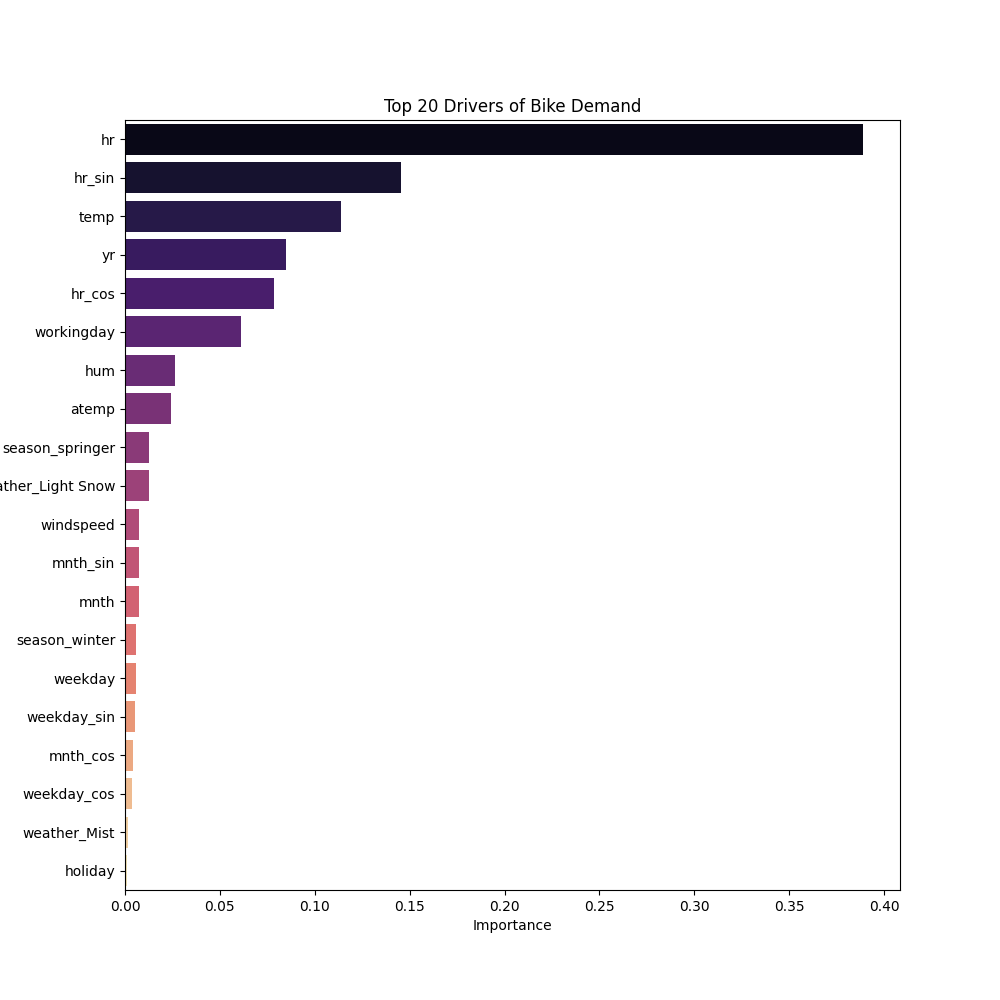 Top 20 Drivers of Bike Demand
hr
hr_sin
temp
yr
hr_cos
workingday
hum
atemp
season_springer
ather_Light Snow
windspeed
mnth_sin
mnth
season_winter
weekday
weekday_sin
mnth_cos
weekday_cos
weather_Mist
holiday
0.00 0.05 0.10 0.15 0.20 0.25 0.30 0.35 0.40
Importance